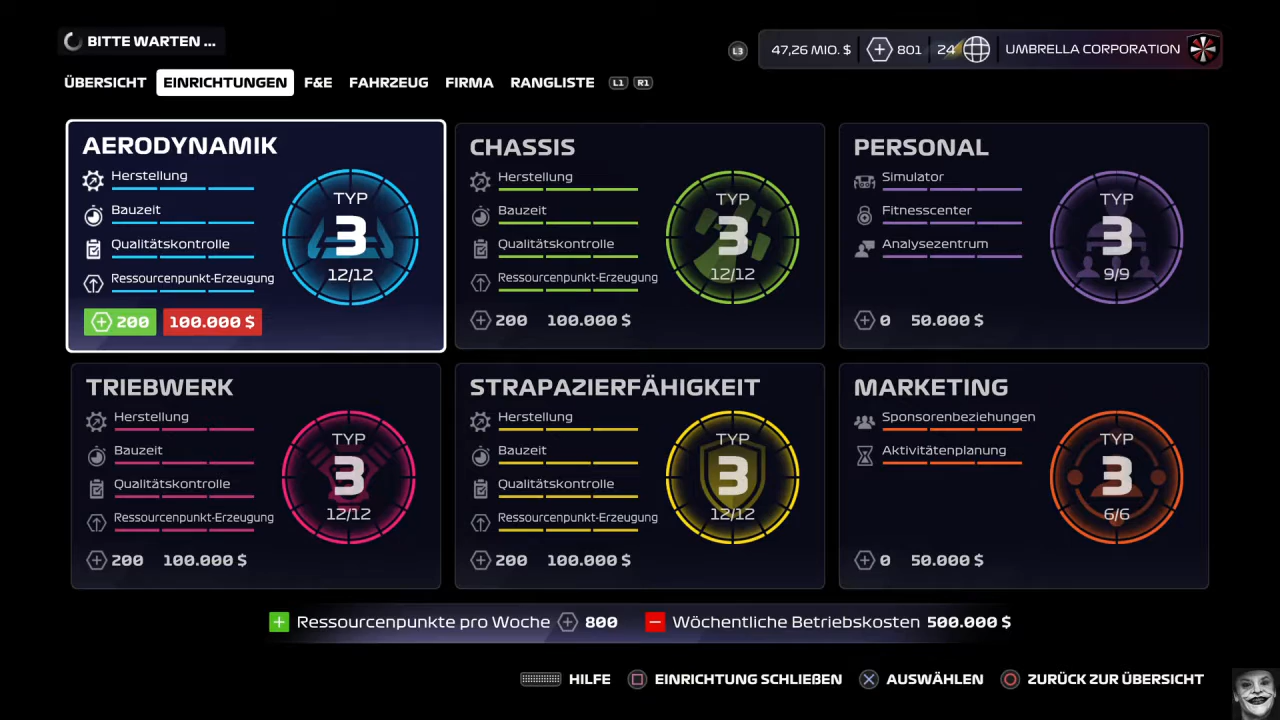 BITTE WARTEN ...
L3 47,26 MIO. $ 801 24 UMBRELLA CORPORATION
ÜBERSICHT EINRICHTUNGEN F&E FAHRZEUG FIRMA RANGLISTE L1 R1
AERODYNAMIK
Herstellung
Bauzeit
Qualitätskontrolle
Ressourcenpunkt-Erzeugung
TYP
3
12/12
200 100.000 $
CHASSIS
Herstellung
Bauzeit
Qualitätskontrolle
Ressourcenpunkt-Erzeugung
TYP
3
12/12
200 100.000 $
PERSONAL
Simulator
Fitnesscenter
Analysezentrum
TYP
3
9/9
0 50.000 $
TRIEBWERK
Herstellung
Bauzeit
Qualitätskontrolle
Ressourcenpunkt-Erzeugung
TYP
3
12/12
200 100.000 $
STRAPAZIERFÄHIGKEIT
Herstellung
Bauzeit
Qualitätskontrolle
Ressourcenpunkt-Erzeugung
TYP
3
12/12
200 100.000 $
MARKETING
Sponsorenbeziehungen
Aktivitätenplanung
TYP
3
6/6
0 50.000 $
Ressourcenpunkte pro Woche 800 Wöchentliche Betriebskosten 500.000 $
HILFE EINRICHTUNG SCHLIEßEN AUSWÄHLEN ZURÜCK ZUR ÜBERSICHT